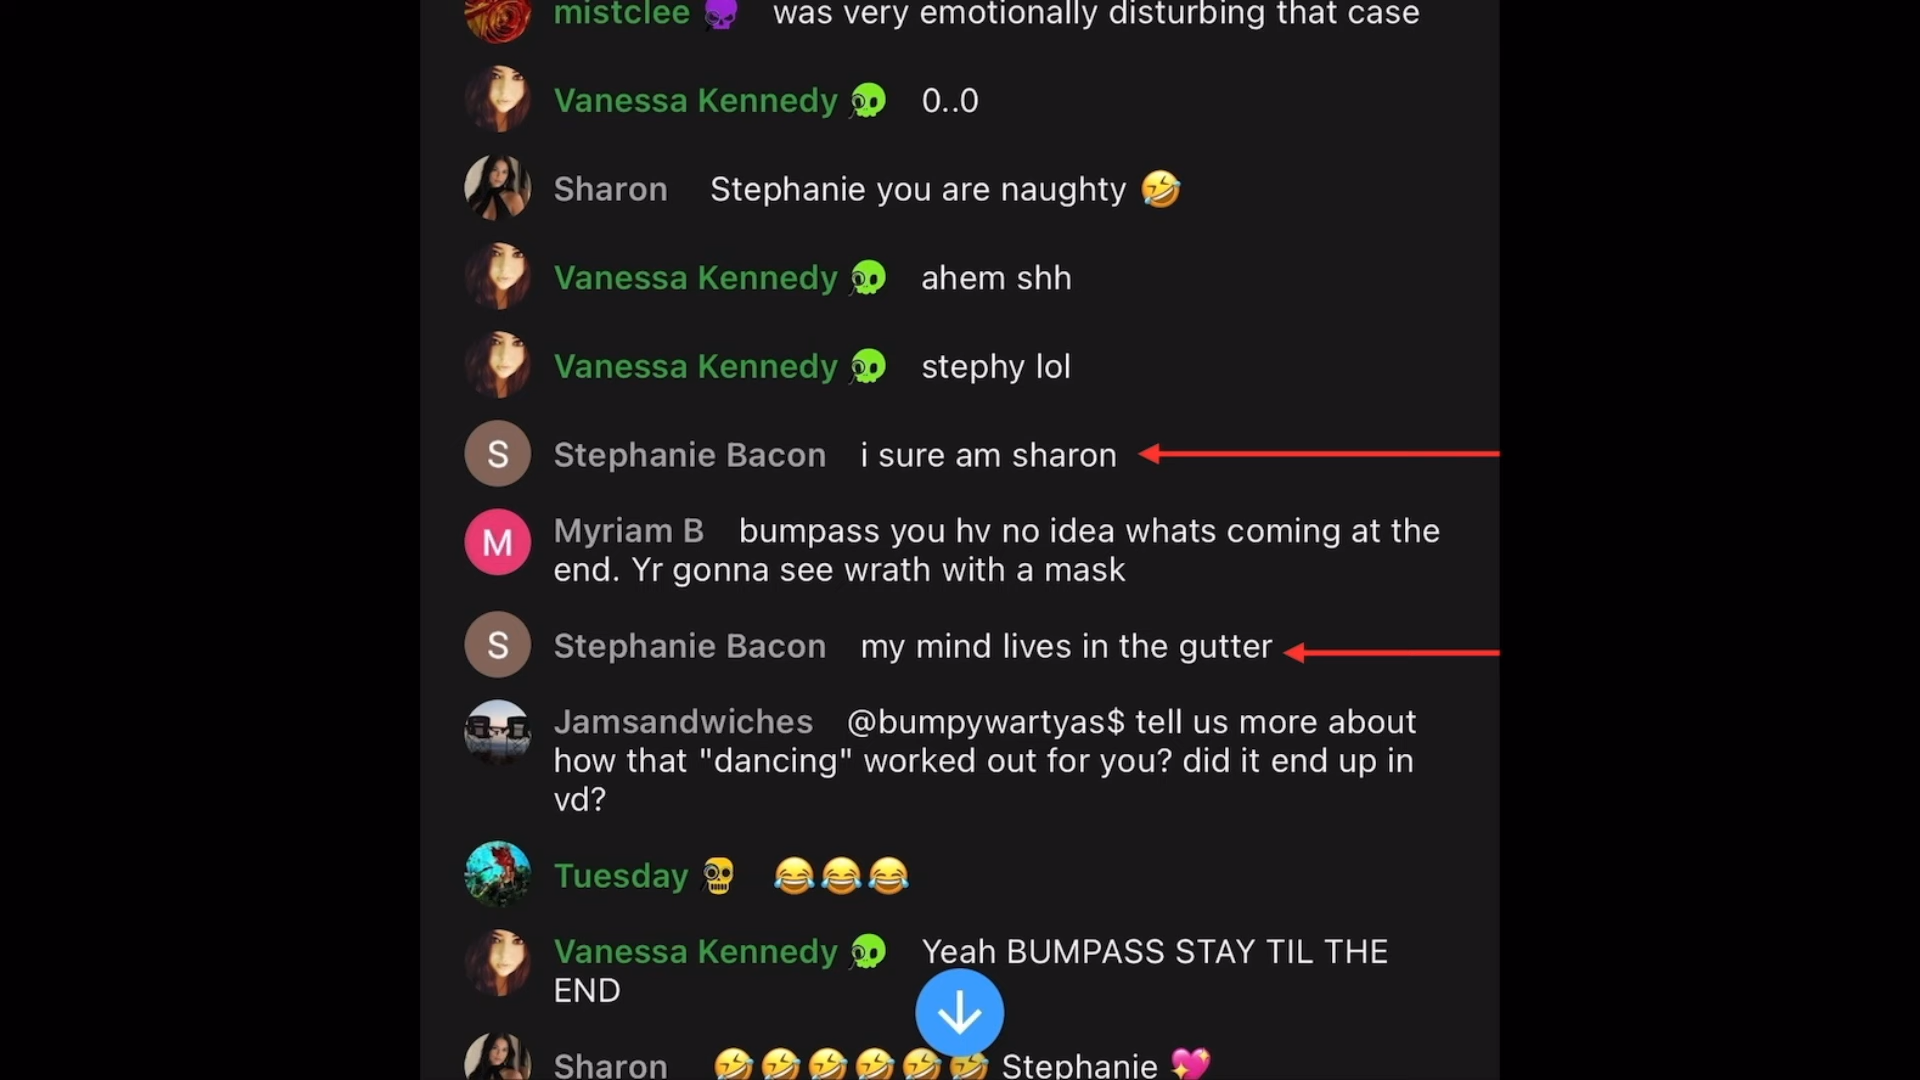 mistclee was very emotionally disturbing that case
Vanessa Kennedy 0..0
Sharon Stephanie you are naughty 🤣
Vanessa Kennedy ahem shh
Vanessa Kennedy stephy lol
S Stephanie Bacon i sure am sharon
M Myriam B bumpass you hv no idea whats coming at the
end. Yr gonna see wrath with a mask
S Stephanie Bacon my mind lives in the gutter
Jamsandwiches @bumpywartyas$ tell us more about
how that "dancing" worked out for you? did it end up in
vd?
Tuesday 😂😂😂
Vanessa Kennedy Yeah BUMPASS STAY TIL THE
END
Sharon 🤣🤣🤣🤣🤣🤣 Stephanie 💖